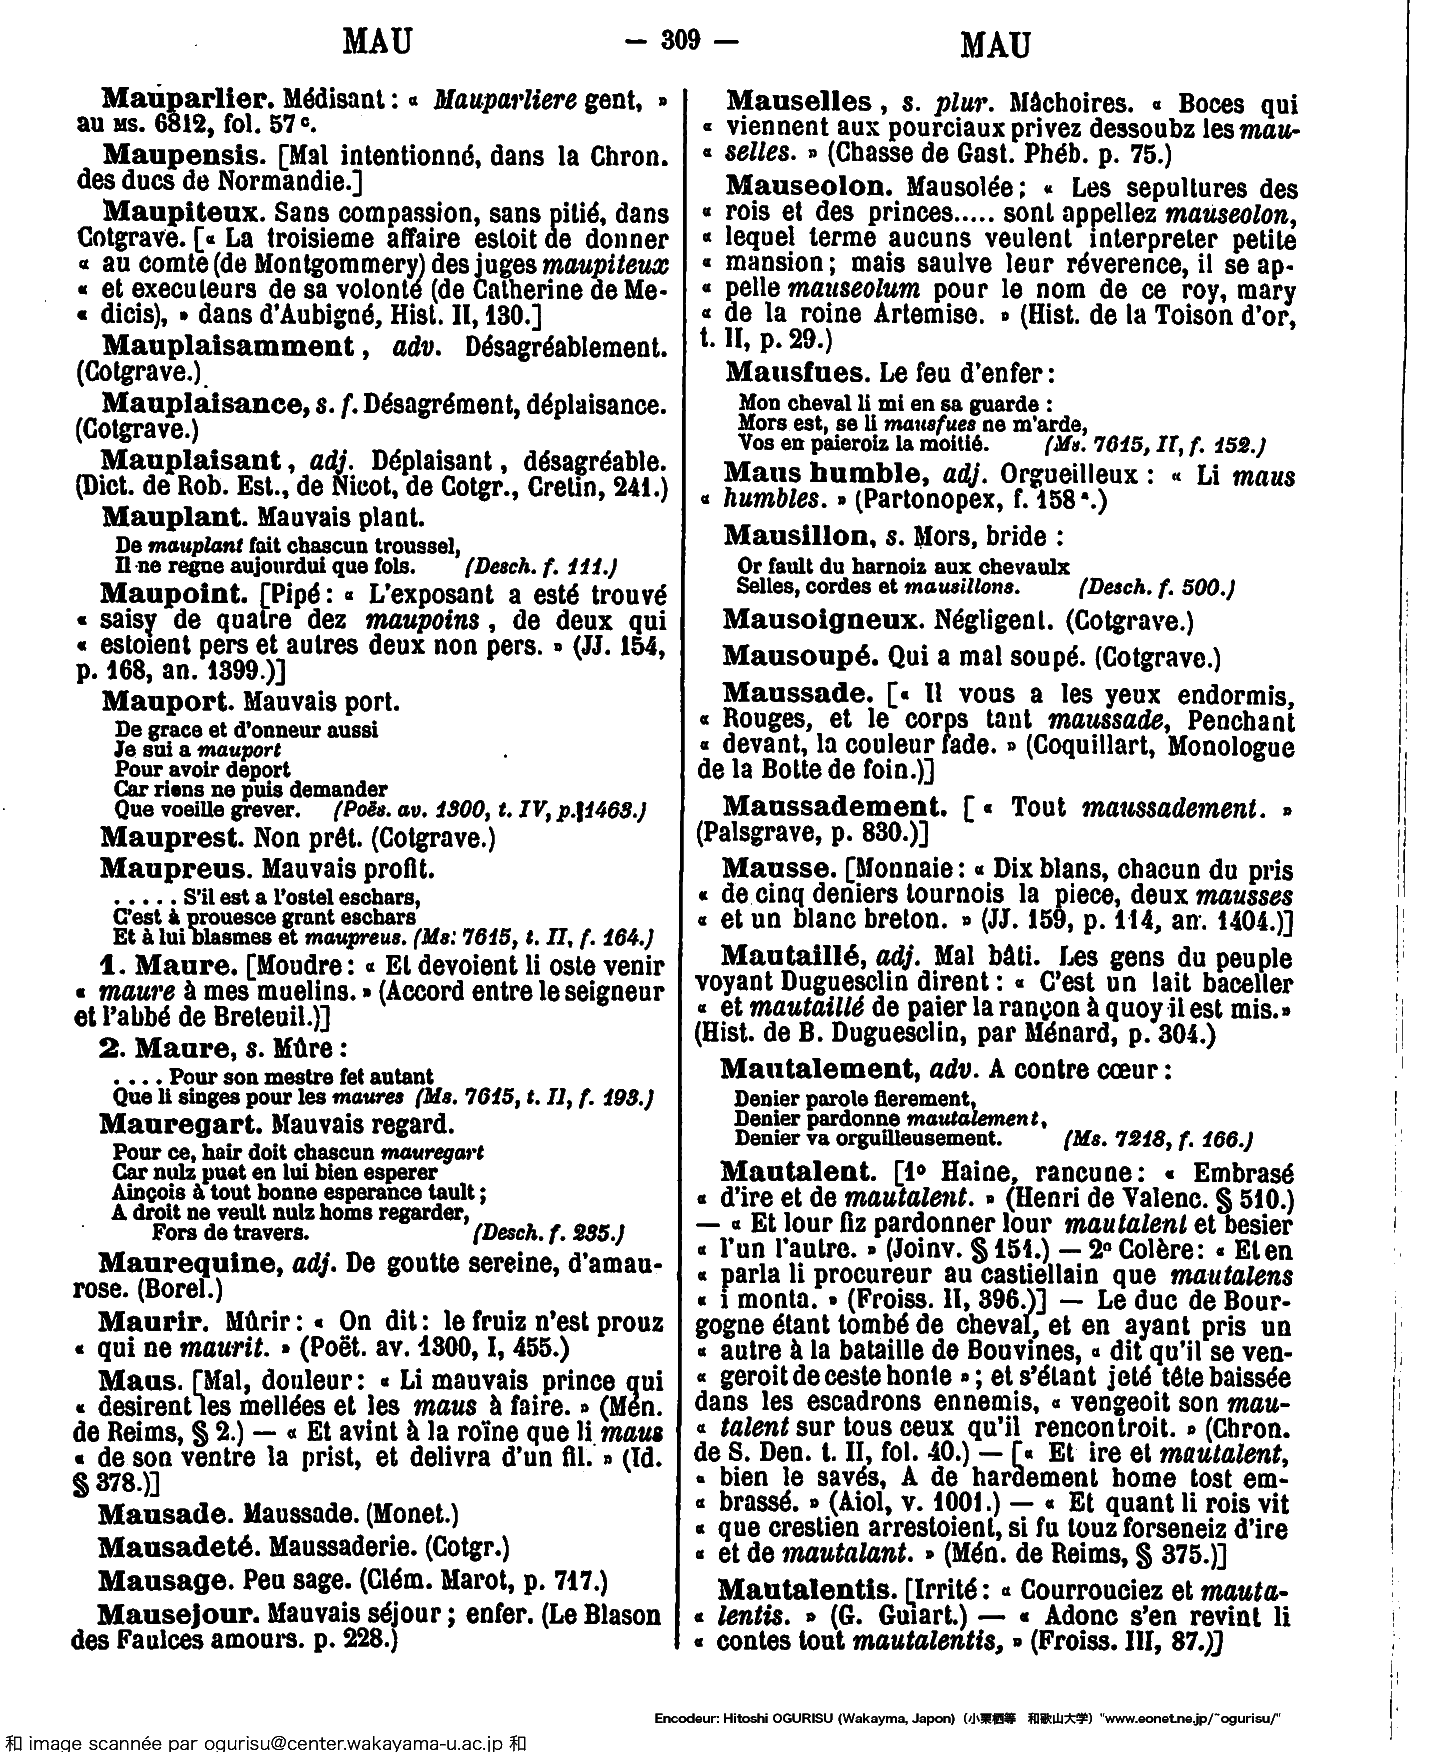 MAU — 309 — MAU
Mauparlier. Médisant : « Mauparliere gent, »
au MS. 6812, fol. 57 c.
Maupensis. [Mal intentionné, dans la Chron.
des ducs de Normandie.]
Maupiteux. Sans compassion, sans pitié, dans
Cotgrave. [« La troisieme affaire estoit de donner
« au comte (de Montgommery) des juges maupiteux
« et executeurs de sa volonté (de Catherine de Me-
« dicis), » dans d'Aubigné, Hist. II, 130.]
Mauplaisamment, adv. Désagréablement.
(Cotgrave.)
Mauplaisance, s. f. Désagrément, déplaisance.
(Cotgrave.)
Mauplaisant, adj. Déplaisant, désagréable.
(Dict. de Rob. Est., de Nicot, de Cotgr., Cretin, 241.)
Mauplant. Mauvais plant.
De mauplant fait chascun troussel,
Il ne regne aujourdui que fols. (Desch. f. 111.)
Maupoint. [Pipé : « L'exposant a esté trouvé
« saisy de quatre dez maupoins, de deux qui
« estoient pers et autres deux non pers. » (JJ. 154,
p. 168, an. 1399.)]
Mauport. Mauvais port.
De grace et d'onneur aussi
Je sui a mauport
Pour avoir deport
Car riens ne puis demander
Que voeille grever. (Poës. av. 1300, t. IV, p. 1463.)
Mauprest. Non prêt. (Cotgrave.)
Maupreus. Mauvais profit.
. . . . . S'il est a l'ostel eschars,
C'est à prouesce grant eschars
Et à lui blasmes et maupreus. (Ms. 7615, t. II, f. 164.)
1. Maure. [Moudre : « Et devoient li oste venir
« maure à mes muelins. » (Accord entre le seigneur
et l'abbé de Breteuil.)]
2. Maure, s. Mûre :
. . . . Pour son mestre fet autant
Que li singes pour les maures (Ms. 7615, t. II, f. 193.)
Mauregart. Mauvais regard.
Pour ce, hair doit chascun mauregart
Car nulz puet en lui bien esperer
Ainçois à tout bonne esperance tault ;
A droit ne veult nulz homs regarder,
Fors de travers. (Desch. f. 235.)
Maurequine, adj. De goutte sereine, d'amau-
rose. (Borel.)
Maurir. Mûrir : « On dit : le fruiz n'est prouz
« qui ne maurit. » (Poët. av. 1300, I, 455.)
Maus. [Mal, douleur : « Li mauvais prince qui
« desirent les mellées et les maus à faire. » (Mén.
de Reims, § 2.) — « Et avint à la roïne que li maus
« de son ventre la prist, et delivra d'un fil. » (Id.
§ 378.)]
Mausade. Maussade. (Monet.)
Mausadeté. Maussaderie. (Cotgr.)
Mausage. Peu sage. (Clém. Marot, p. 717.)
Mausejour. Mauvais séjour ; enfer. (Le Blason
des Faulces amours. p. 228.)
Mauselles, s. plur. Mâchoires. « Boces qui
« viennent aux pourciaux privez dessoubz les mau-
« selles. » (Chasse de Gast. Phéb. p. 75.)
Mauseolon. Mausolée ; « Les sepultures des
« rois et des princes..... sont appellez mauseolon,
« lequel terme aucuns veulent interpreter petite
« mansion ; mais saulve leur réverence, il se ap-
« pelle mauseolum pour le nom de ce roy, mary
« de la roine Artemise. » (Hist. de la Toison d'or,
t. II, p. 29.)
Mausfues. Le feu d'enfer :
Mon cheval li mi en sa guarde :
Mors est, se li mausfues ne m'arde,
Vos en paieroiz la moitié. (Ms. 7615, II, f. 152.)
Maus humble, adj. Orgueilleux : « Li maus
« humbles. » (Partonopex, f. 158 a.)
Mausillon, s. Mors, bride :
Or fault du harnoiz aux chevaulx
Selles, cordes et mausillons. (Desch. f. 500.)
Mausoigneux. Négligent. (Cotgrave.)
Mausoupé. Qui a mal soupé. (Cotgrave.)
Maussade. [« Il vous a les yeux endormis,
« Rouges, et le corps tant maussade, Penchant
« devant, la couleur fade. » (Coquillart, Monologue
de la Botte de foin.)]
Maussadement. [ « Tout maussadement. »
(Palsgrave, p. 830.)]
Mausse. [Monnaie : « Dix blans, chacun du pris
« de cinq deniers tournois la piece, deux mausses
« et un blanc breton. » (JJ. 159, p. 114, an. 1404.)]
Mautaillé, adj. Mal bâti. Les gens du peuple
voyant Duguesclin dirent : « C'est un lait baceller
« et mautaillé de paier la rançon à quoy il est mis. »
(Hist. de B. Duguesclin, par Ménard, p. 304.)
Mautalement, adv. A contre cœur :
Denier parole fierement,
Denier pardonne mautalement,
Denier va orguilleusement. (Ms. 7218, f. 166.)
Mautalent. [1º Haine, rancune : « Embrasé
« d'ire et de mautalent. » (Henri de Valenc. § 510.)
— « Et lour fiz pardonner lour mautalent et besier
« l'un l'autre. » (Joinv. § 151.) — 2º Colère : « Et en
« parla li procureur au castiellain que mautalens
« i monta. » (Froiss. II, 396.)] — Le duc de Bour-
gogne étant tombé de cheval, et en ayant pris un
« autre à la bataille de Bouvines, « dit qu'il se ven-
« geroit de ceste honte » ; et s'étant jeté tête baissée
dans les escadrons ennemis, « vengeoit son mau-
« talent sur tous ceux qu'il rencontroit. » (Chron.
de S. Den. t. II, fol. 40.) — [« Et ire et mautalent,
« bien le savés, A de hardement home tost em-
« brassé. » (Aiol, v. 1001.) — « Et quant li rois vit
« que crestien arrestoient, si fu touz forseneiz d'ire
« et de mautalant. » (Mén. de Reims, § 375.)]
Mautalentis. [Irrité : « Courrouciez et mauta-
« lentis. » (G. Guiart.) — « Adonc s'en revint li
« contes tout mautalentis, » (Froiss. III, 87.)]
Encodeur: Hitoshi OGURISU (Wakayma, Japon) (小栗栖等 和歌山大学) "www.eonet.ne.jp/~ogurisu/"
和 image scannée par ogurisu@center.wakayama-u.ac.jp 和